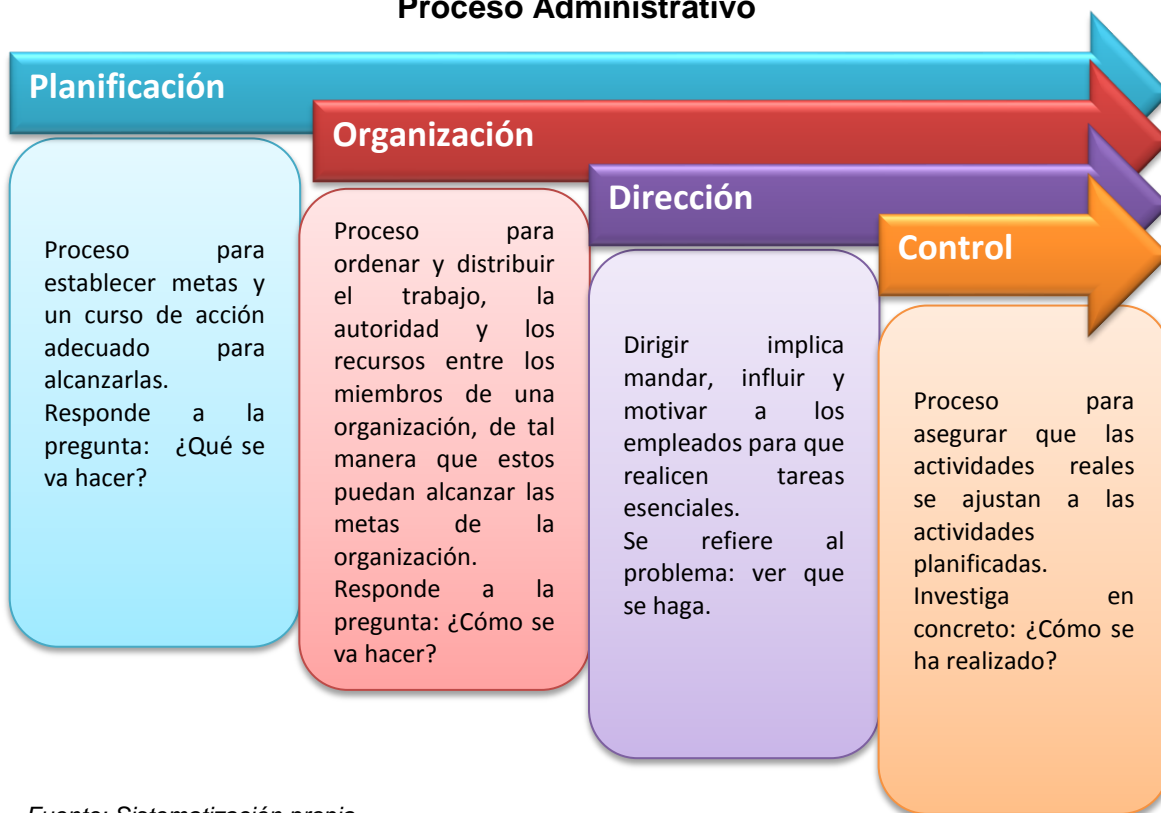 Proceso Administrativo
Planificación
Proceso para
establecer metas y
un curso de acción
adecuado para
alcanzarlas.
Responde a la
pregunta: ¿Qué se
va hacer?
Organización
Proceso para
ordenar y distribuir
el trabajo, la
autoridad y los
recursos entre los
miembros de una
organización, de tal
manera que estos
puedan alcanzar las
metas de la
organización.
Responde a la
pregunta: ¿Cómo se
va hacer?
Dirección
Dirigir implica
mandar, influir y
motivar a los
empleados para que
realicen tareas
esenciales.
Se refiere al
problema: ver que
se haga.
Control
Proceso para
asegurar que las
actividades reales
se ajustan a las
actividades
planificadas.
Investiga en
concreto: ¿Cómo se
ha realizado?
Fuente: Sistematización propia